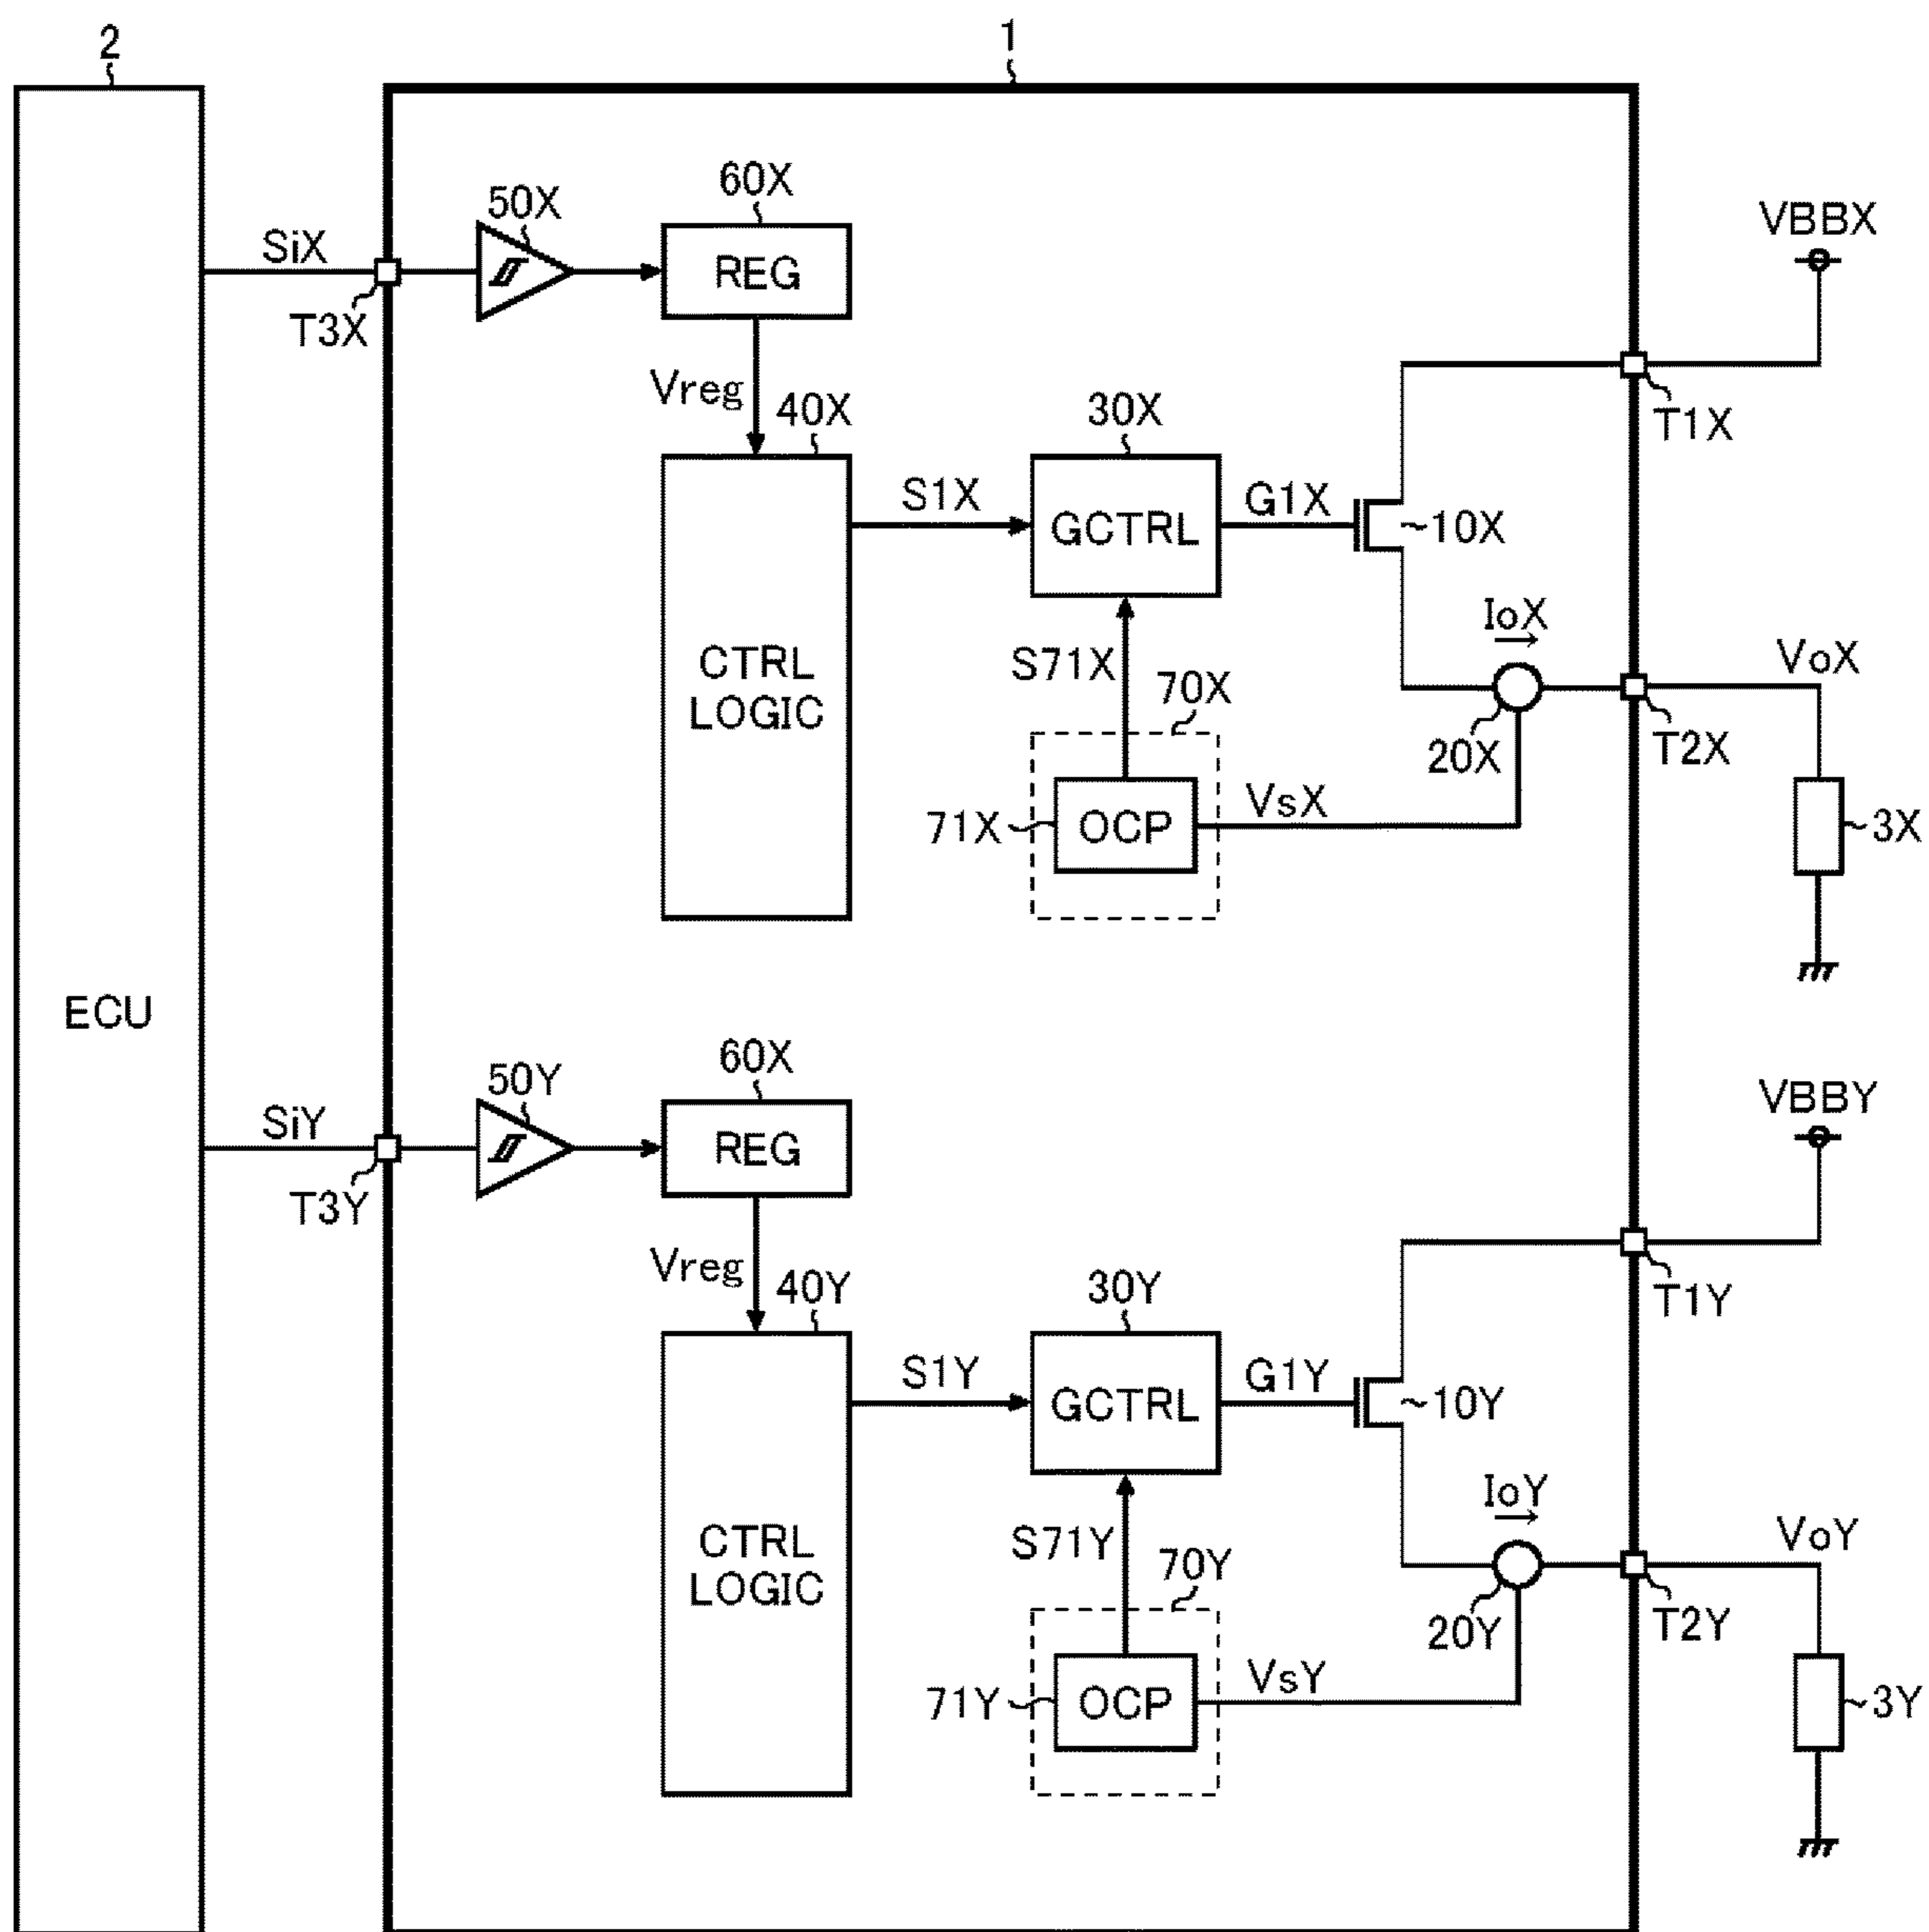 2
1
50X
60X
SiX
REG
VBBX
T3X
Vreg
40X
30X
T1X
S1X
GCTRL
G1X
~10X
IoX
CTRL
LOGIC
S71X
70X
VoX
20X
T2X
71X
OCP
VsX
~3X
ECU
50Y
60X
SiY
REG
VBBY
T3Y
Vreg
40Y
30Y
T1Y
S1Y
GCTRL
G1Y
~10Y
IoY
CTRL
LOGIC
S71Y
70Y
VoY
20Y
T2Y
71Y
OCP
VsY
~3Y